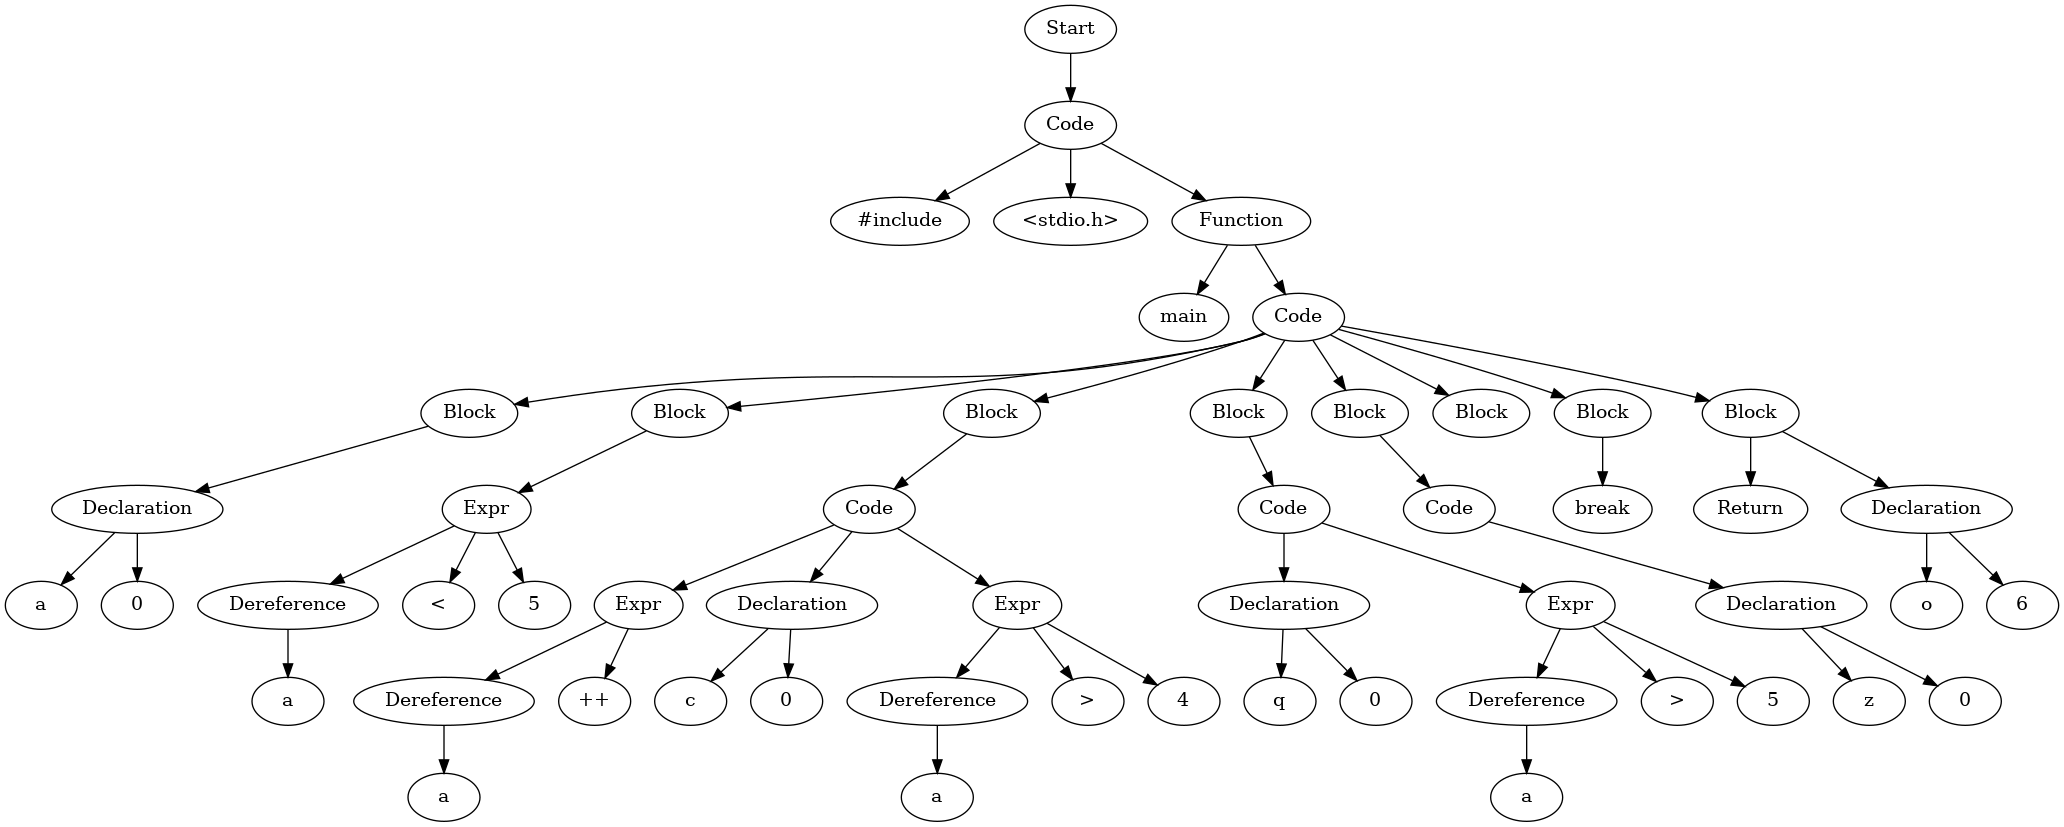 Start
Code
#include <stdio.h> Function
main Code
Block Block Block Block Block Block Block Block
Declaration Expr Code Code Code break Return Declaration
a 0 Dereference < 5 Expr Declaration Expr Declaration Expr Declaration o 6
a Dereference ++ c 0 Dereference > 4 q 0 Dereference > 5 z 0
a a a